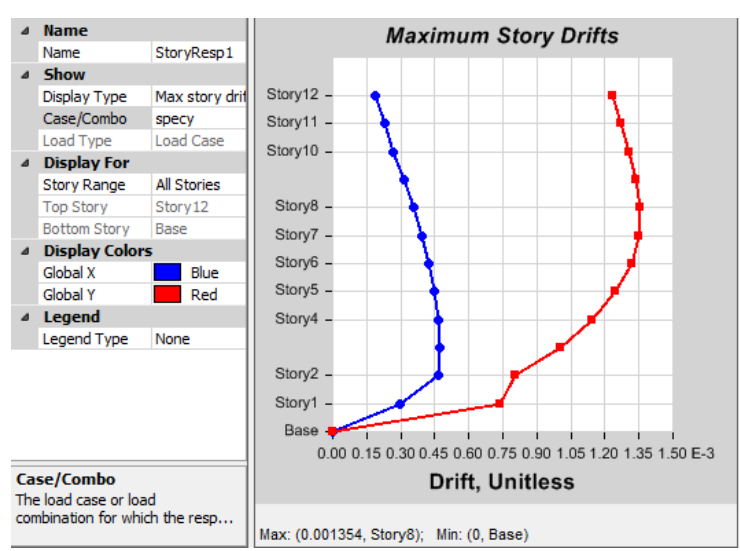 Name
Name StoryResp1
Show
Display Type Max story drif
Case/Combo specy
Load Type Load Case
Display For
Story Range All Stories
Top Story Story12
Bottom Story Base
Display Colors
Global X Blue
Global Y Red
Legend
Legend Type None
Case/Combo
The load case or load
combination for which the resp...
Maximum Story Drifts
Story12
Story11
Story10
Story8
Story7
Story6
Story5
Story4
Story2
Story1
Base
0.00 0.15 0.30 0.45 0.60 0.75 0.90 1.05 1.20 1.35 1.50 E-3
Drift, Unitless
Max: (0.001354, Story8); Min: (0, Base)